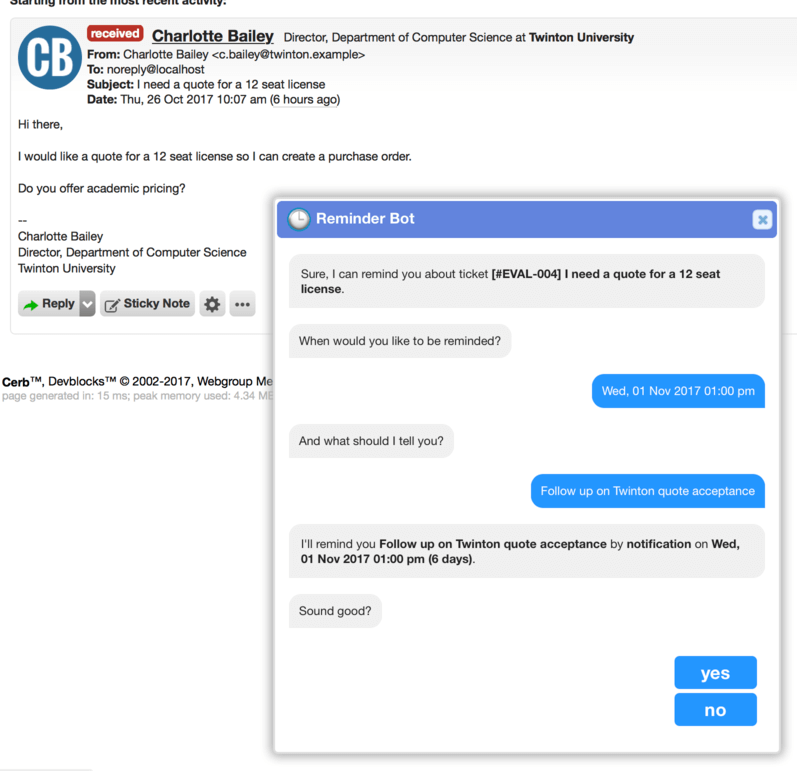 Starting from the most recent activity:
CB
received Charlotte Bailey Director, Department of Computer Science at Twinton University
From: Charlotte Bailey <c.bailey@twinton.example>
To: noreply@localhost
Subject: I need a quote for a 12 seat license
Date: Thu, 26 Oct 2017 10:07 am (6 hours ago)
Hi there,
I would like a quote for a 12 seat license so I can create a purchase order.
Do you offer academic pricing?
--
Charlotte Bailey
Director, Department of Computer Science
Twinton University
Reply Sticky Note
Cerb™, Devblocks™ © 2002-2017, Webgroup Me
page generated in: 15 ms; peak memory used: 4.34 MB
Reminder Bot
Sure, I can remind you about ticket [#EVAL-004] I need a quote for a 12 seat
license.
When would you like to be reminded?
Wed, 01 Nov 2017 01:00 pm
And what should I tell you?
Follow up on Twinton quote acceptance
I'll remind you Follow up on Twinton quote acceptance by notification on Wed,
01 Nov 2017 01:00 pm (6 days).
Sound good?
yes
no